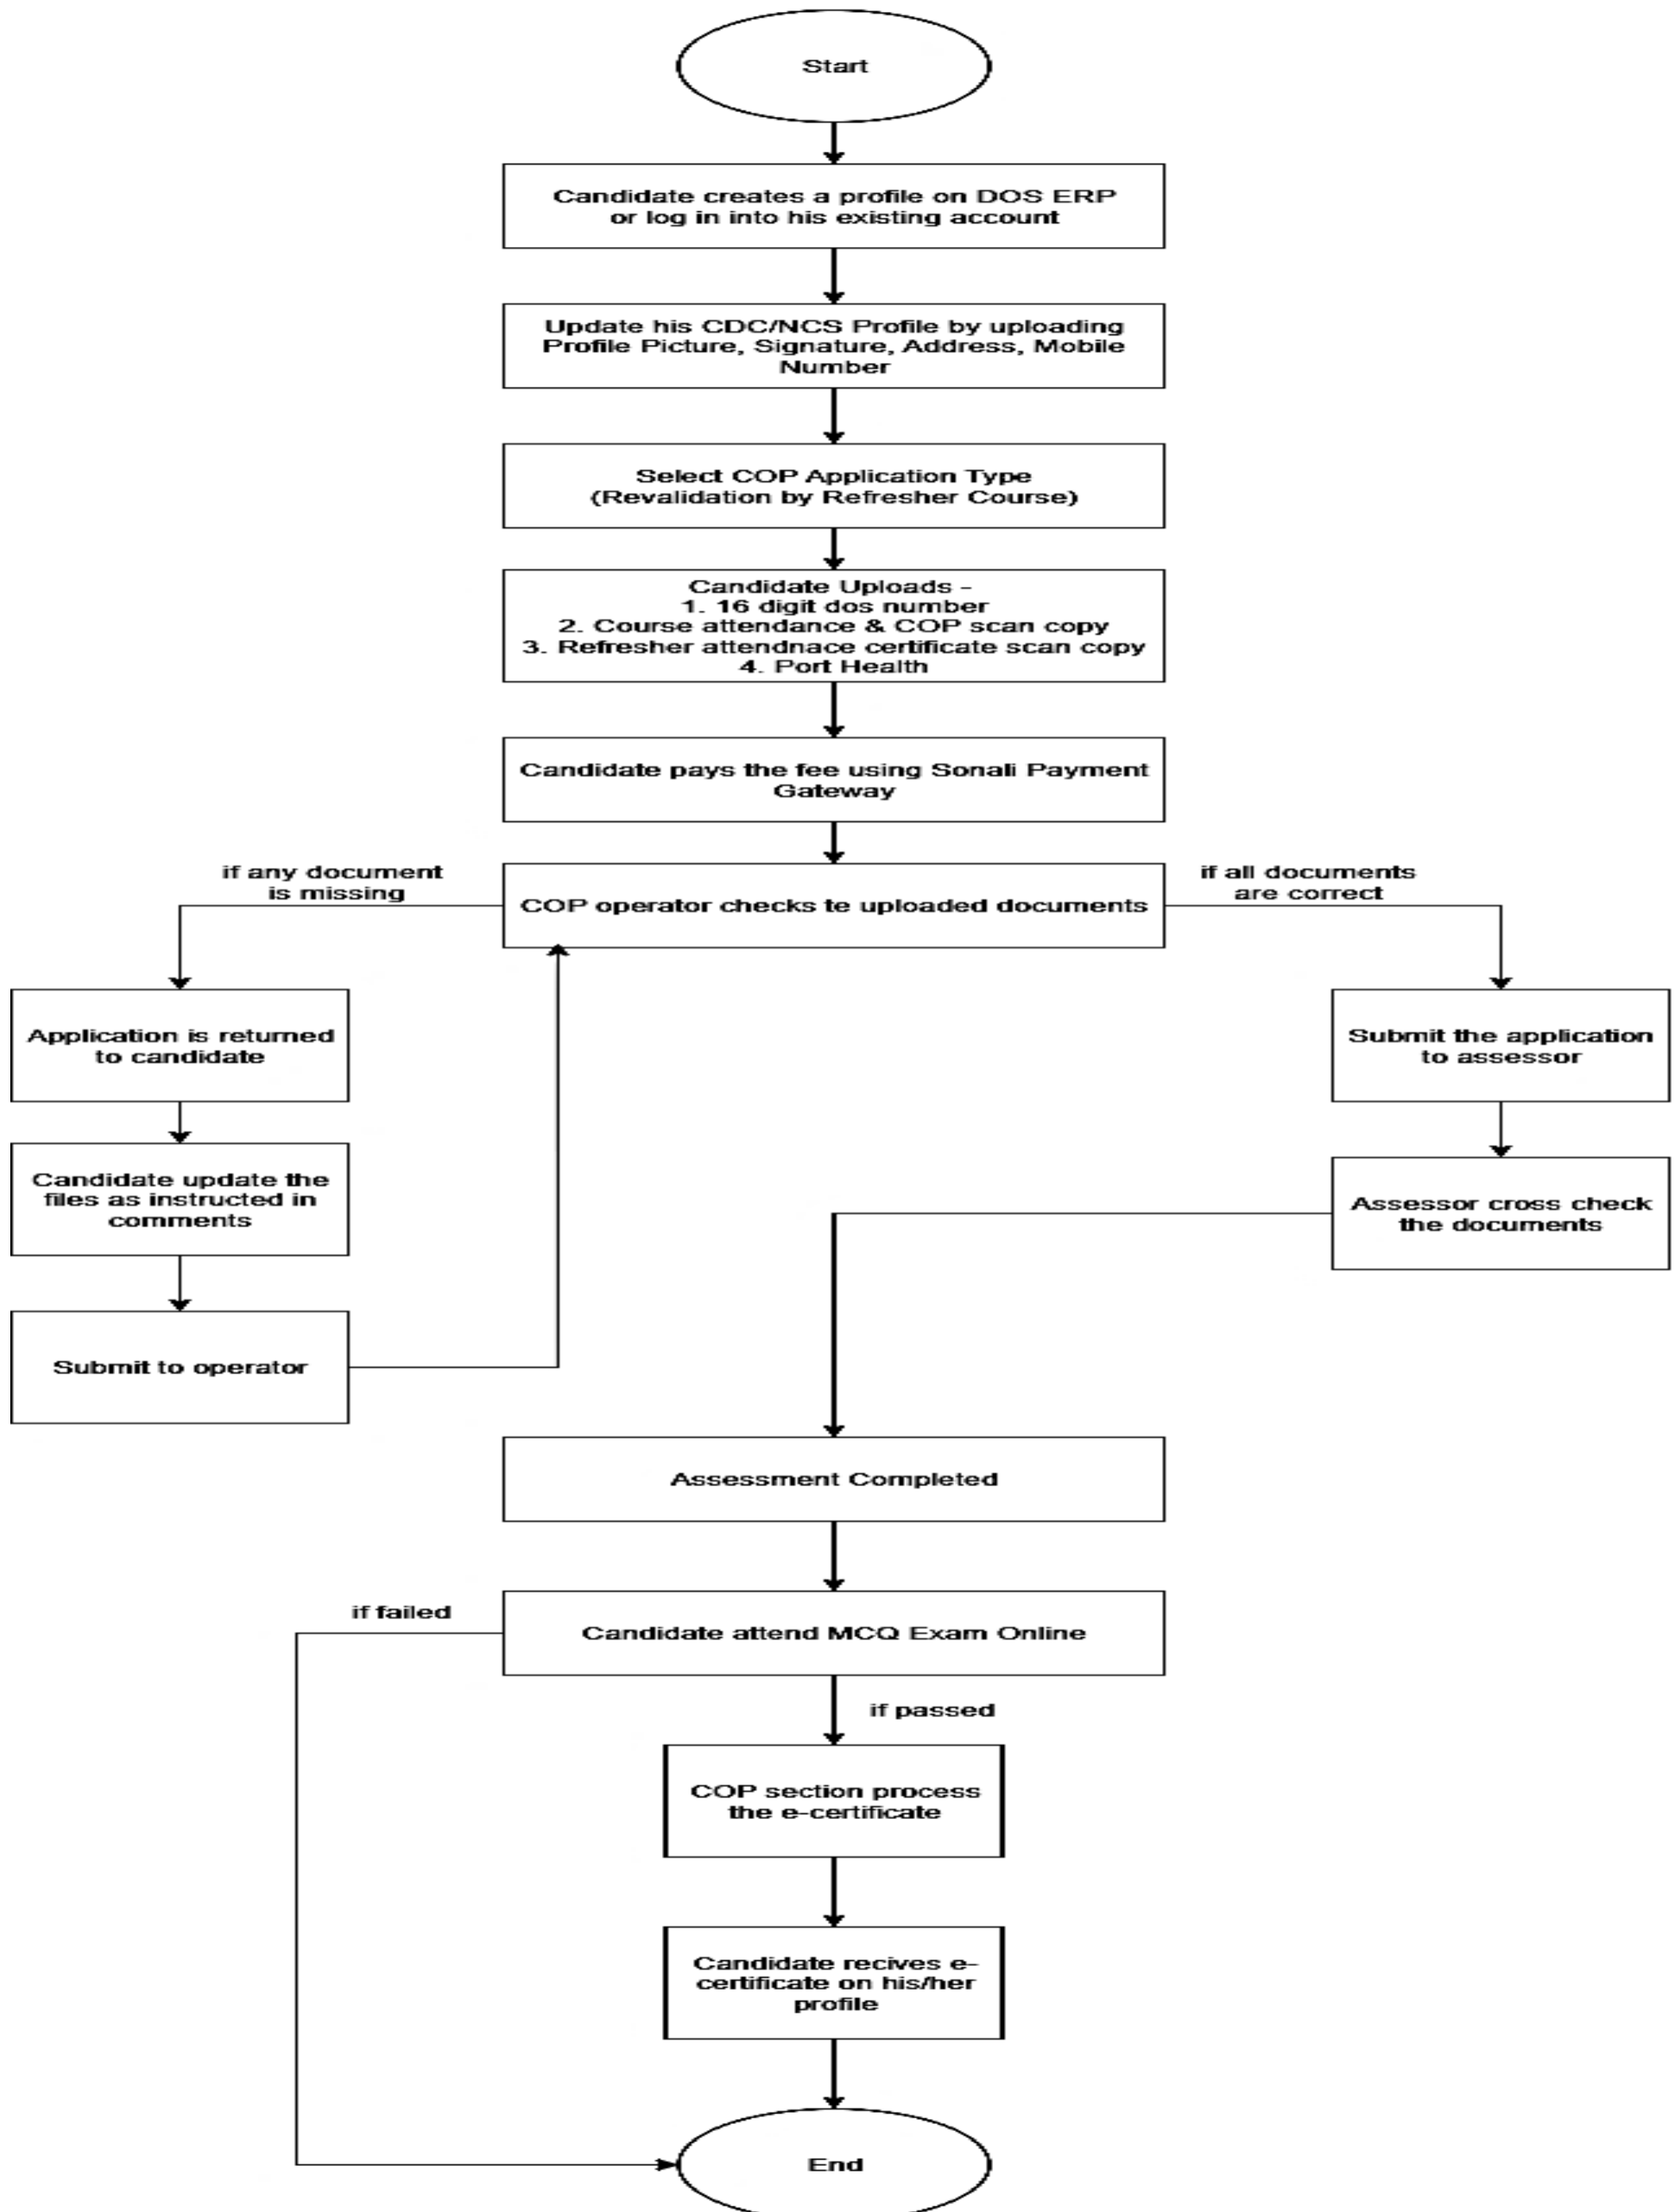 Start
Candidate creates a profile on DOS ERP
or log in into his existing account
Update his CDC/NCS Profile by uploading
Profile Picture, Signature, Address, Mobile
Number
Select COP Application Type
(Revalidation by Refresher Course)
Candidate Uploads -
1. 16 digit dos number
2. Course attendance & COP scan copy
3. Refresher attendnace certificate scan copy
4. Port Health
Candidate pays the fee using Sonali Payment
Gateway
if any document
is missing
COP operator checks te uploaded documents
if all documents
are correct
Application is returned
to candidate
Submit the application
to assessor
Candidate update the
files as instructed in
comments
Assessor cross check
the documents
Submit to operator
Assessment Completed
if failed
Candidate attend MCQ Exam Online
if passed
COP section process
the e-certificate
Candidate recives e-
certificate on his/her
profile
End